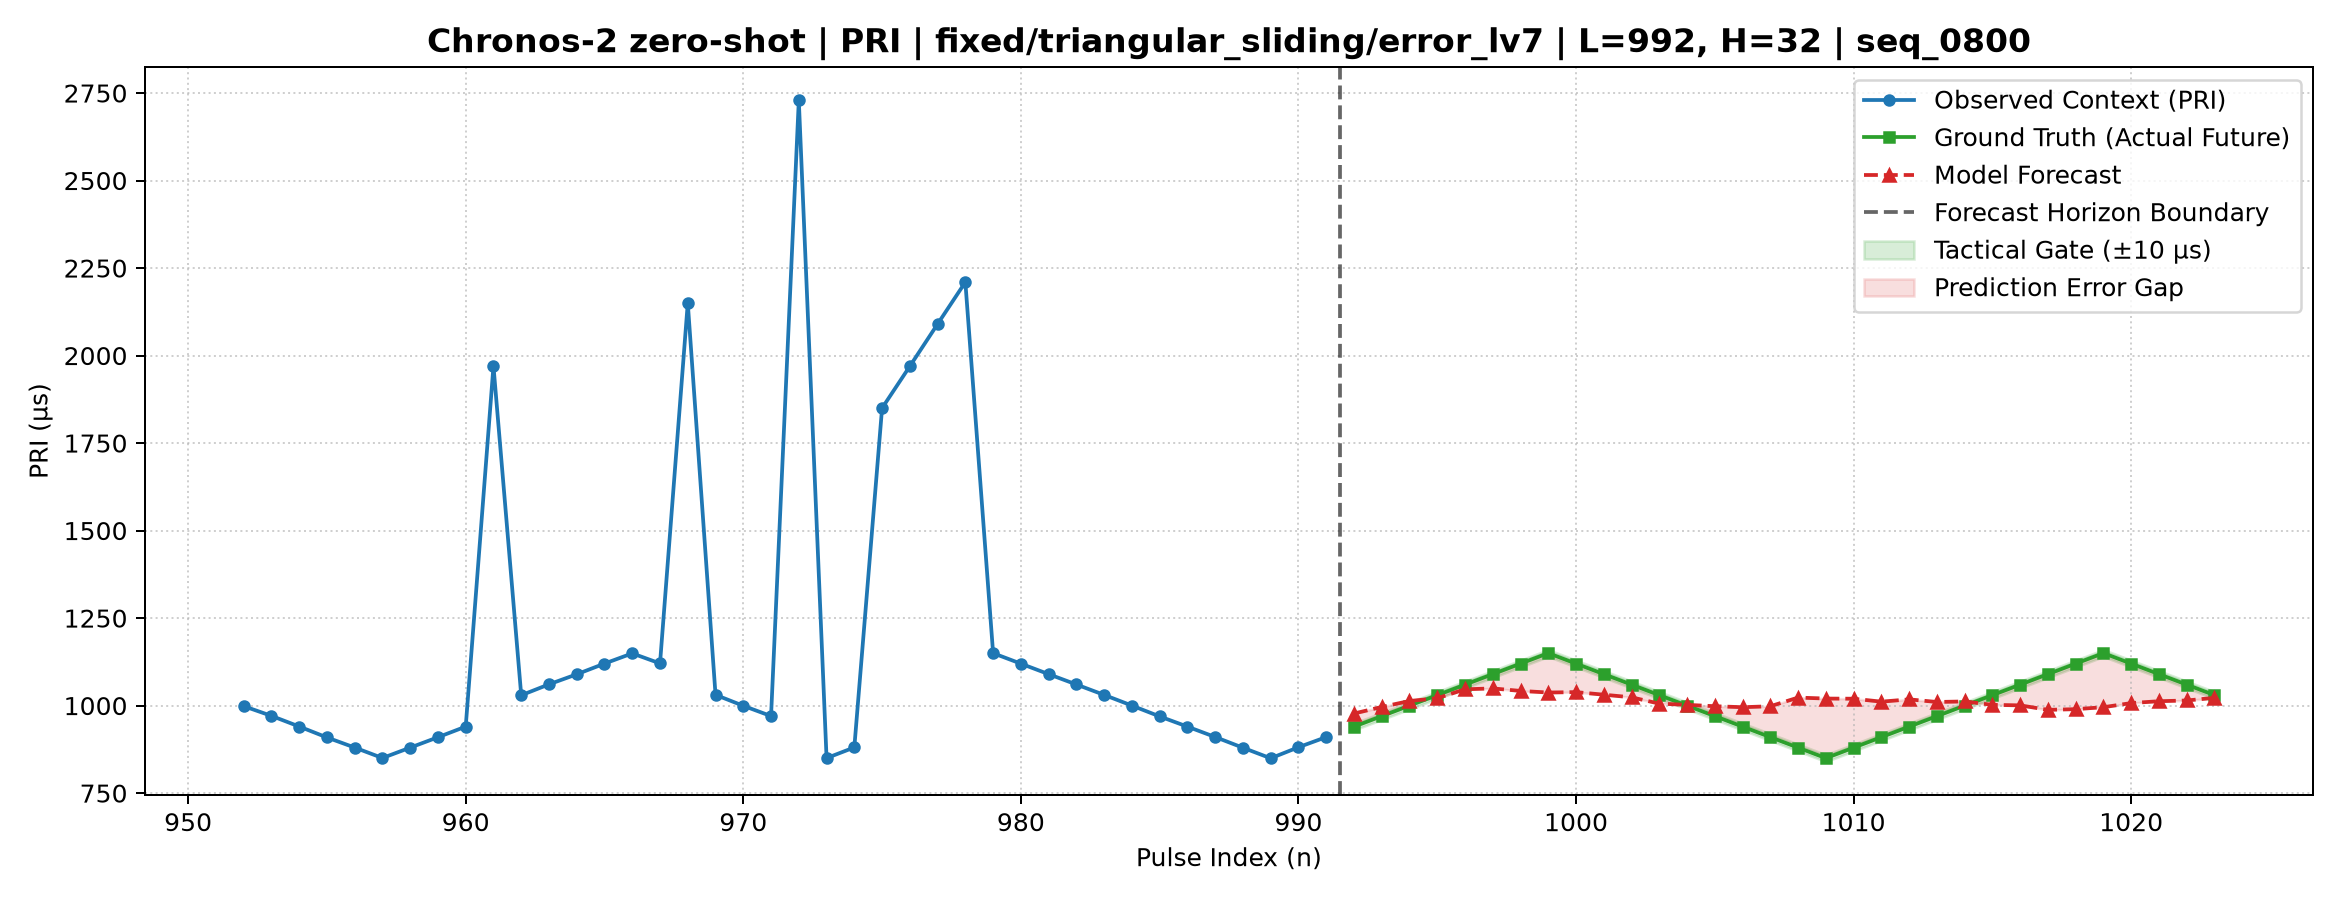 Chronos-2 zero-shot | PRI | fixed/triangular_sliding/error_lv7 | L=992, H=32 | seq_0800
PRI (µs)
2750
2500
2250
2000
1750
1500
1250
1000
750
Observed Context (PRI)
Ground Truth (Actual Future)
Model Forecast
Forecast Horizon Boundary
Tactical Gate (±10 µs)
Prediction Error Gap
950 960 970 980 990 1000 1010 1020
Pulse Index (n)